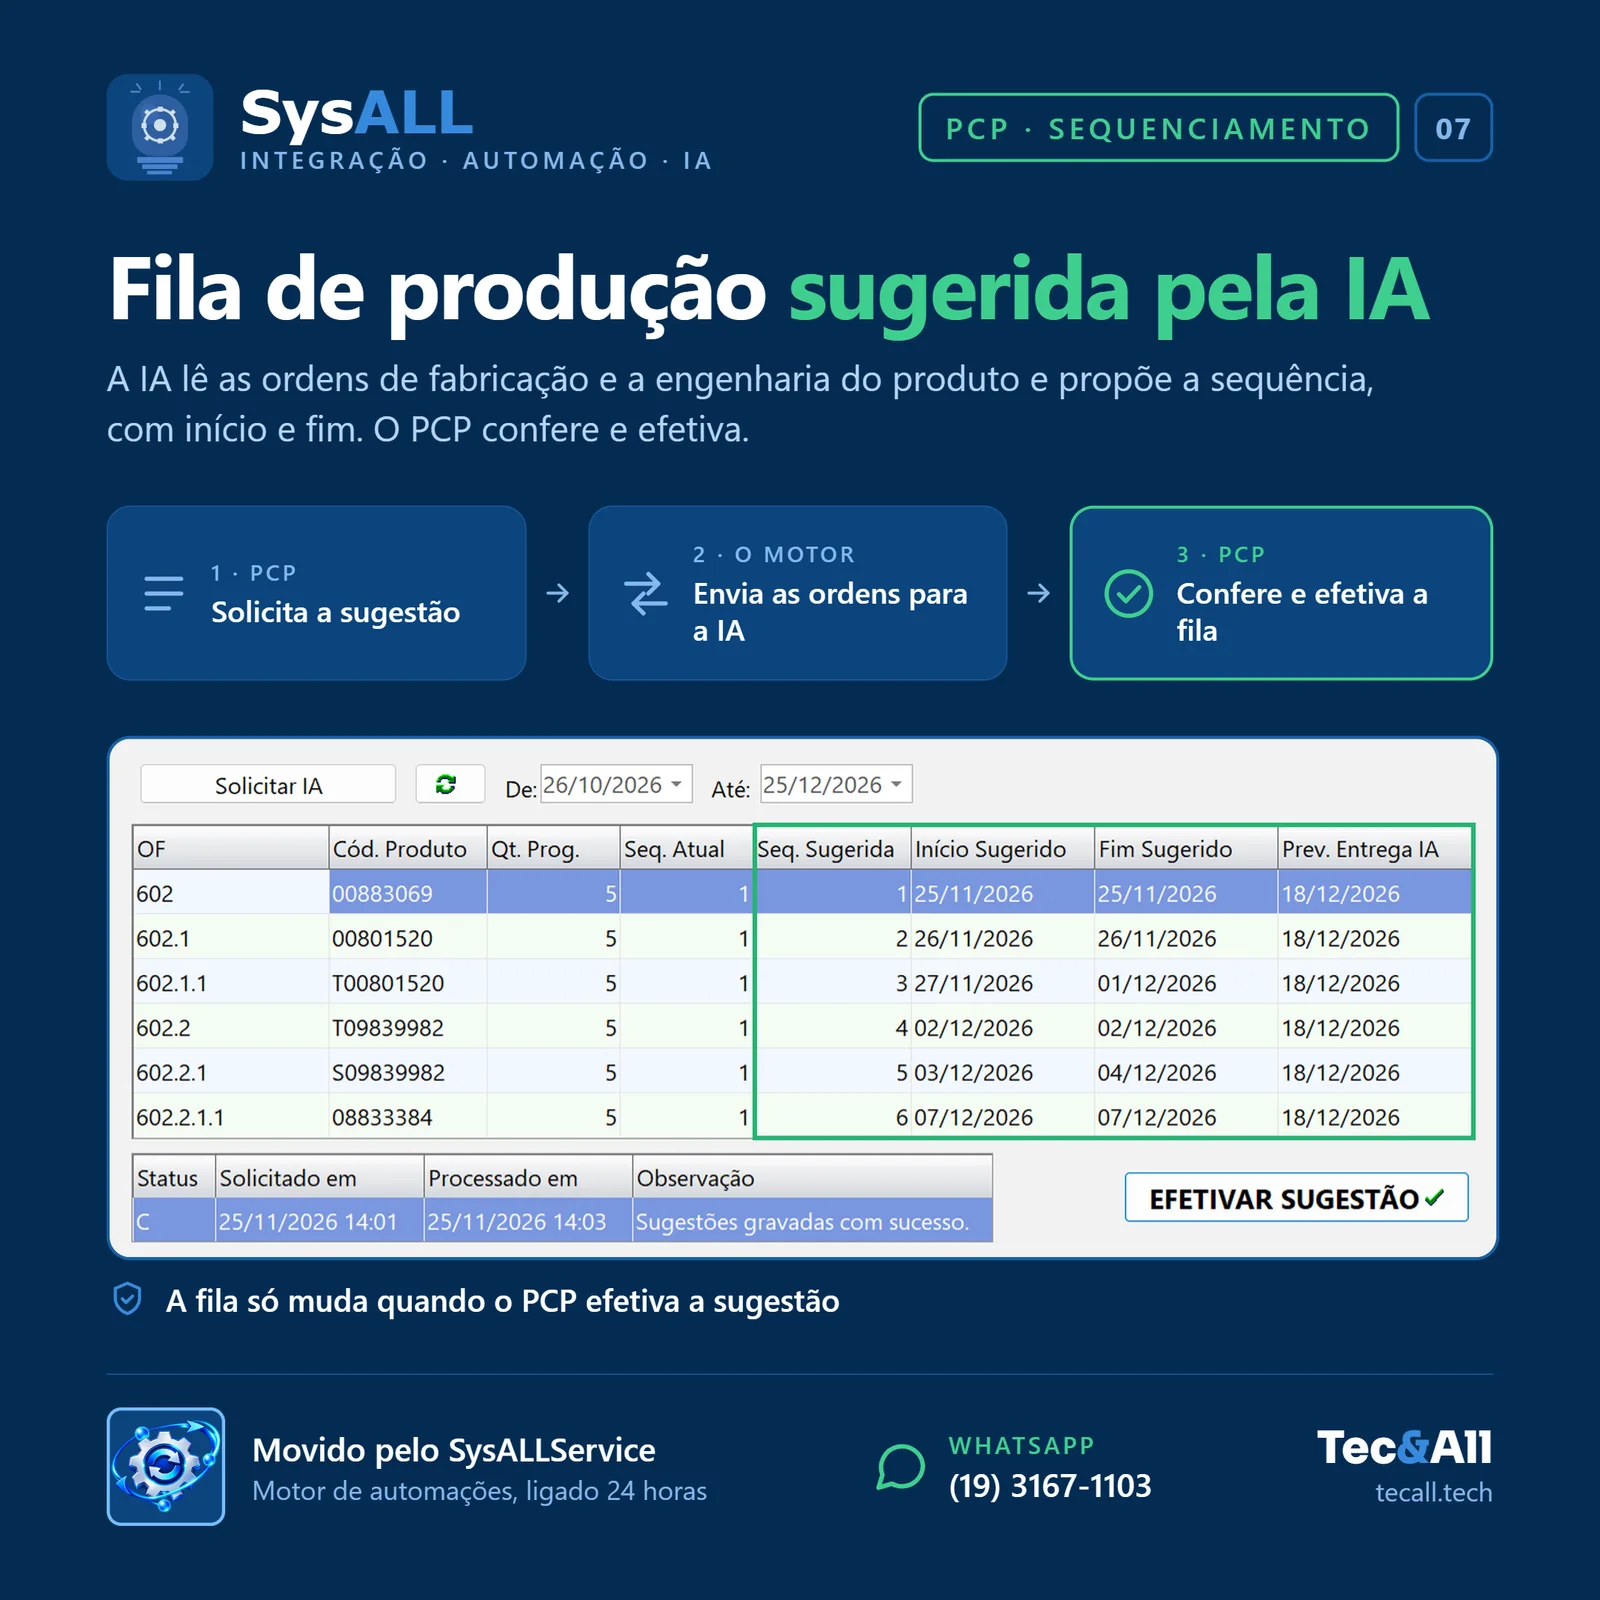 SysALL
INTEGRAÇÃO · AUTOMAÇÃO · IA
PCP · SEQUENCIAMENTO
07
Fila de produção sugerida pela IA
A IA lê as ordens de fabricação e a engenharia do produto e propõe a sequência,
com início e fim. O PCP confere e efetiva.
1 · PCP
Solicita a sugestão
2 · O MOTOR
Envia as ordens para
a IA
3 · PCP
Confere e efetiva a
fila
Solicitar IA De: 26/10/2026 Até: 25/12/2026
OF Cód. Produto Qt. Prog. Seq. Atual Seq. Sugerida Início Sugerido Fim Sugerido Prev. Entrega IA
602 00883069 5 1 1 25/11/2026 25/11/2026 18/12/2026
602.1 00801520 5 1 2 26/11/2026 26/11/2026 18/12/2026
602.1.1 T00801520 5 1 3 27/11/2026 01/12/2026 18/12/2026
602.2 T09839982 5 1 4 02/12/2026 02/12/2026 18/12/2026
602.2.1 S09839982 5 1 5 03/12/2026 04/12/2026 18/12/2026
602.2.1.1 08833384 5 1 6 07/12/2026 07/12/2026 18/12/2026
Status Solicitado em Processado em Observação
C 25/11/2026 14:01 25/11/2026 14:03 Sugestões gravadas com sucesso.
EFETIVAR SUGESTÃO
A fila só muda quando o PCP efetiva a sugestão
Movido pelo SysALLService
Motor de automações, ligado 24 horas
WHATSAPP
(19) 3167-1103
Tec&All
tecall.tech